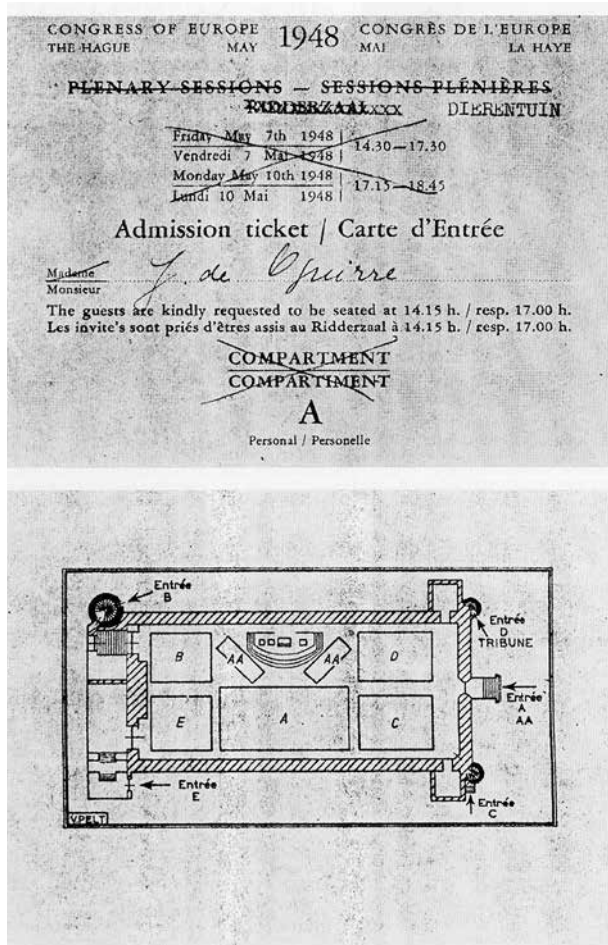 CONGRESS OF EUROPE 1948 CONGRÈS DE L'EUROPE
THE HAGUE MAY MAI LA HAYE
PLENARY SESSIONS — SESSIONS PLÉNIÈRES
RIDDERZAAL XXX DIERENTUIN
Friday May 7th 1948
Vendredi 7 Mai 1948
14.30—17.30
Monday May 10th 1948
Lundi 10 Mai 1948
17.15—18.45
Admission ticket / Carte d'Entrée
Madame
Monsieur
J. de Aguirre
The guests are kindly requested to be seated at 14.15 h. / resp. 17.00 h.
Les invite's sont priés d'êtres assis au Ridderzaal à 14.15 h. / resp. 17.00 h.
COMPARTMENT
COMPARTIMENT
A
Personal / Personelle
Entrée
B
Entrée
D
TRIBUNE
B
AA
AA
D
Entrée
A
AA
E
A
C
Entrée
E
Entrée
C
V.PELT